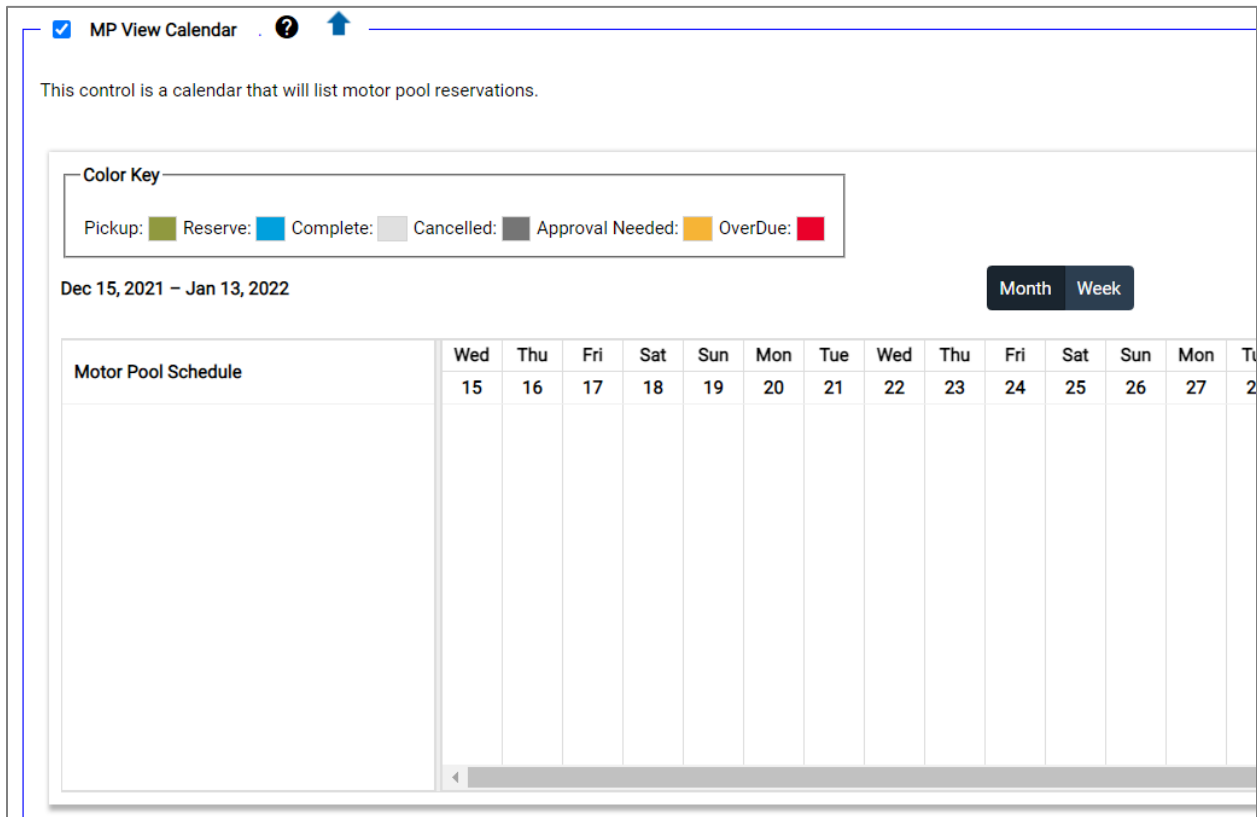 MP View Calendar . ?
This control is a calendar that will list motor pool reservations.
Color Key
Pickup: Reserve: Complete: Cancelled: Approval Needed: OverDue:
Dec 15, 2021 – Jan 13, 2022
Month Week
Motor Pool Schedule
Wed Thu Fri Sat Sun Mon Tue Wed Thu Fri Sat Sun Mon
15 16 17 18 19 20 21 22 23 24 25 26 27